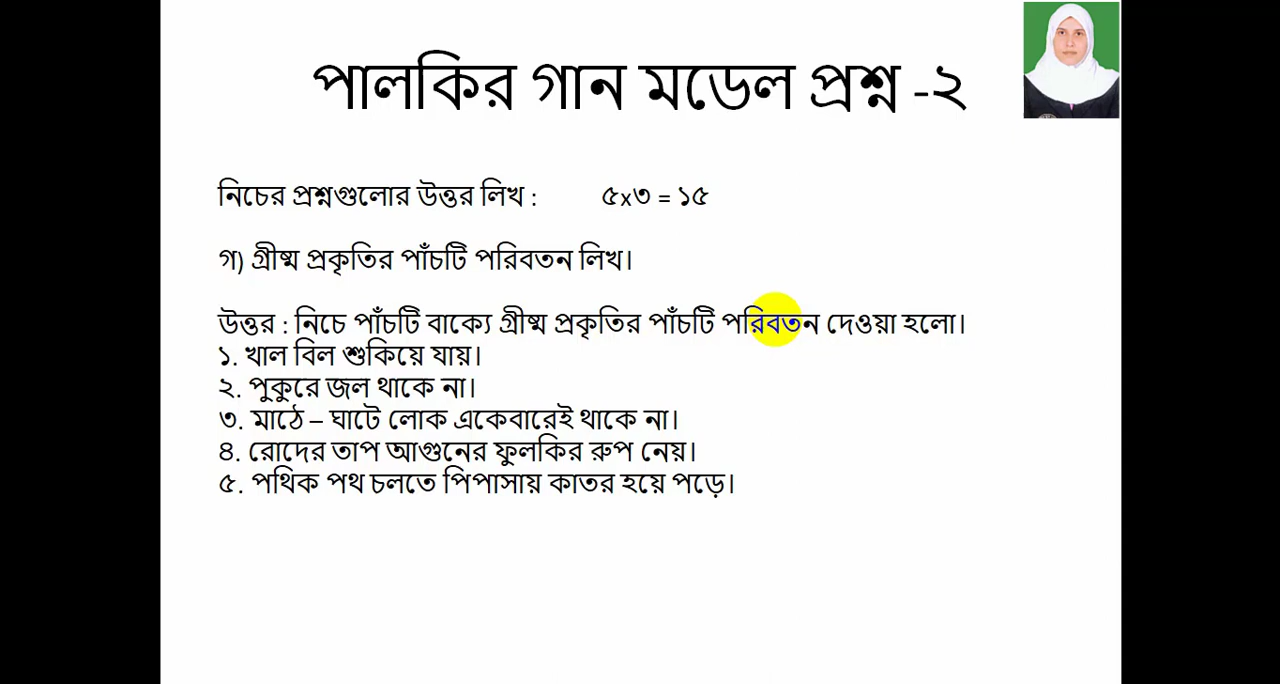 পালকির গান মডেল প্রশ্ন -২
নিচের প্রশ্নগুলোর উত্তর লিখ : ৫x৩ = ১৫
গ) গ্রীষ্ম প্রকৃতির পাঁচটি পরিবতন লিখ।
উত্তর : নিচে পাঁচটি বাক্যে গ্রীষ্ম প্রকৃতির পাঁচটি পরিবতন দেওয়া হলো।
১. খাল বিল শুকিয়ে যায়।
২. পুকুরে জল থাকে না।
৩. মাঠে – ঘাটে লোক একেবারেই থাকে না।
৪. রোদের তাপ আগুনের ফুলকির রুপ নেয়।
৫. পথিক পথ চলতে পিপাসায় কাতর হয়ে পড়ে।